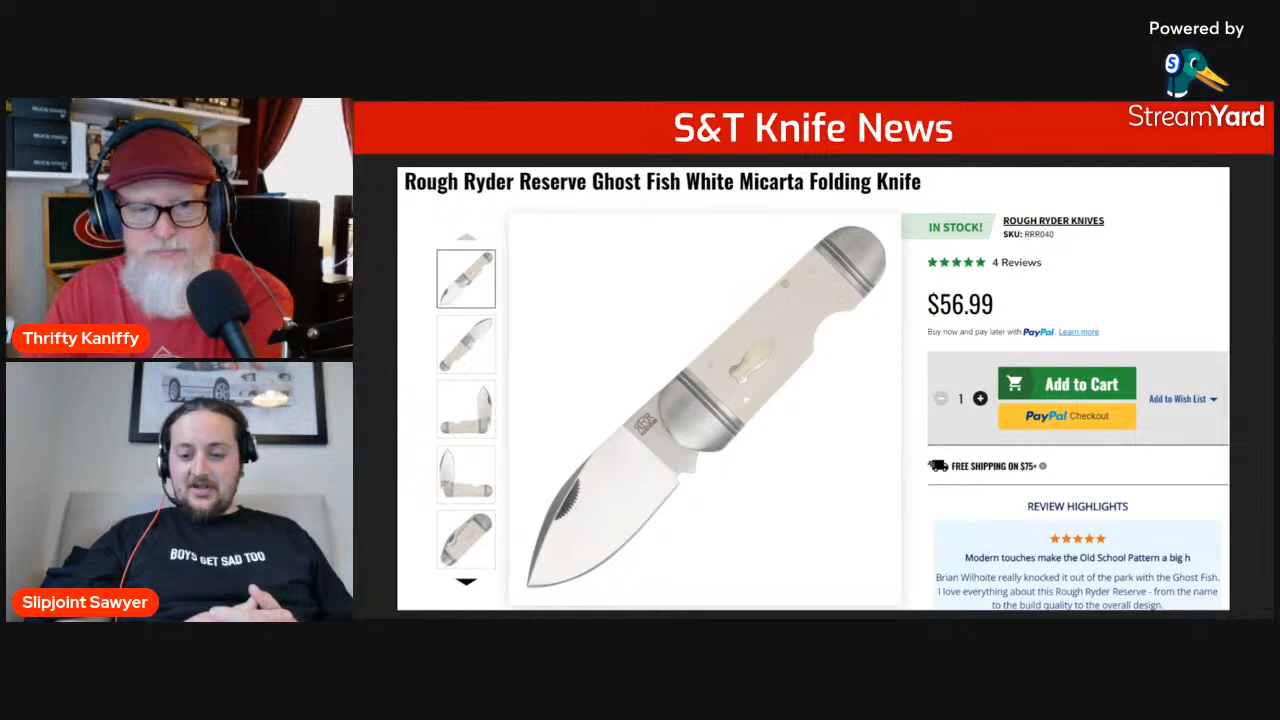 Powered by
S
StreamYard
S&T Knife News
Rough Ryder Reserve Ghost Fish White Micarta Folding Knife
IN STOCK!
ROUGH RYDER KNIVES
SKU: RRR040
4 Reviews
$56.99
Buy now and pay later with PayPal Learn more
1
Add to Cart
Add to Wish List
PayPal Checkout
FREE SHIPPING ON $75+
REVIEW HIGHLIGHTS
Modern touches make the Old School Pattern a big h
Brian Wilhoite really knocked it out of the park with the Ghost Fish.
I love everything about this Rough Ryder Reserve - from the name
to the build quality to the overall design.
Thrifty Kaniffy
BOYS GET SAD TOO
Slipjoint Sawyer